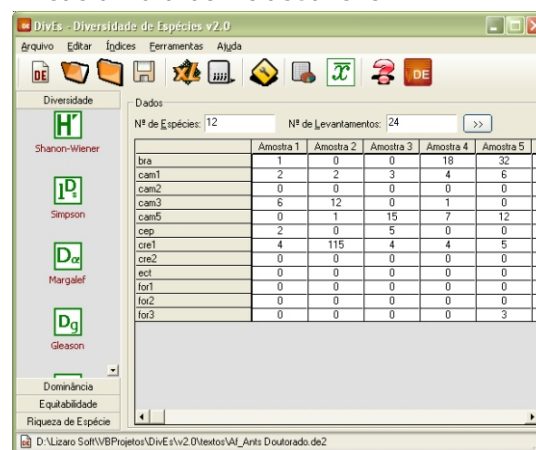 DivEs - Diversidade de Espécies v2.0
Arquivo Editar Índices Ferramentas Ajuda
DE x̅ DE
Diversidade
Dados
Nº de Espécies: 12 Nº de Levantamentos: 24 >>
H'
Shanon-Wiener
1Ds
Simpson
Dα
Margalef
Dg
Gleason
Amostra 1 Amostra 2 Amostra 3 Amostra 4 Amostra 5
bra 1 0 0 18 32
cam1 2 2 3 4 6
cam2 0 0 0 0 0
cam3 6 12 0 1 0
cam5 0 1 15 7 12
cep 2 0 5 0 0
cre1 4 115 4 4 5
cre2 0 0 0 0 0
ect 0 0 0 0 0
for1 0 0 0 0 0
for2 0 0 0 0 0
for3 0 0 0 0 3
Dominância
Equitabilidade
Riqueza de Espécie
D:\Lizaro Soft\VBProjetos\DivEs\v2.0\textos\Af_Ants Doutorado.de2